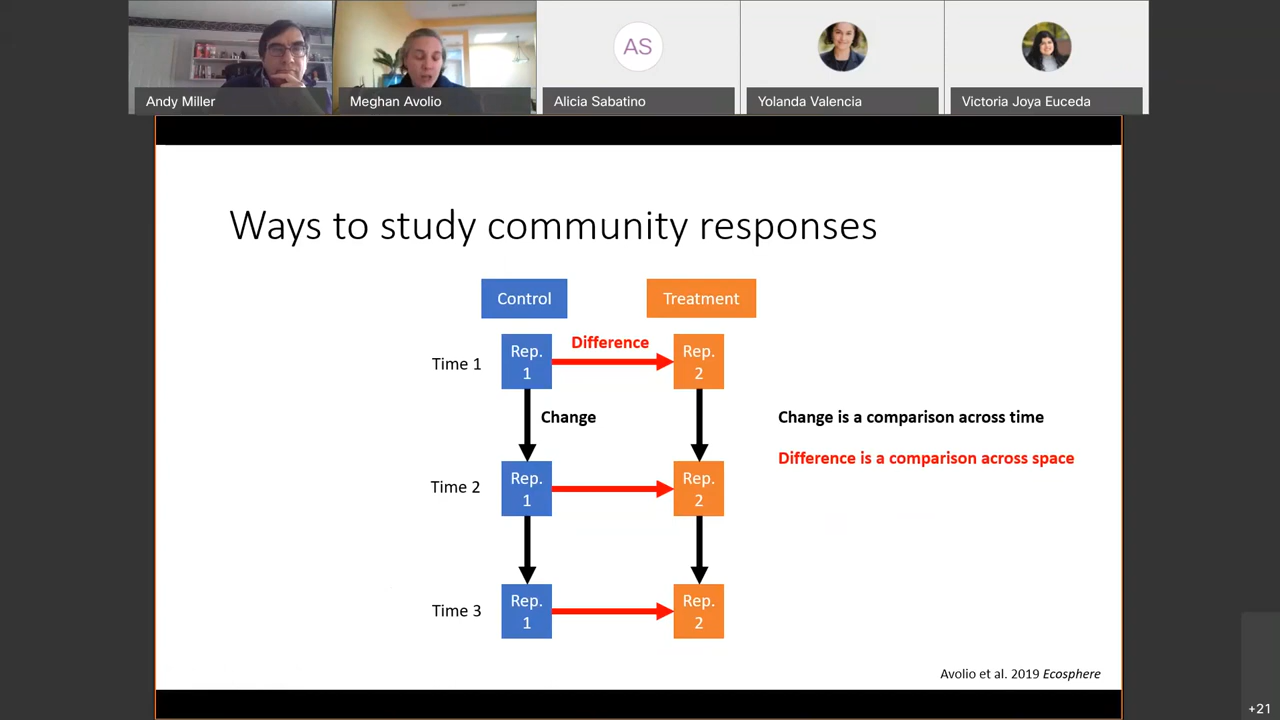 AS
Andy Miller
Meghan Avolio
Alicia Sabatino
Yolanda Valencia
Victoria Joya Euceda
Ways to study community responses
Control
Treatment
Time 1
Rep.
1
Difference
Rep.
2
Change
Change is a comparison across time
Difference is a comparison across space
Time 2
Rep.
1
Rep.
2
Time 3
Rep.
1
Rep.
2
Avolio et al. 2019 Ecosphere
+21